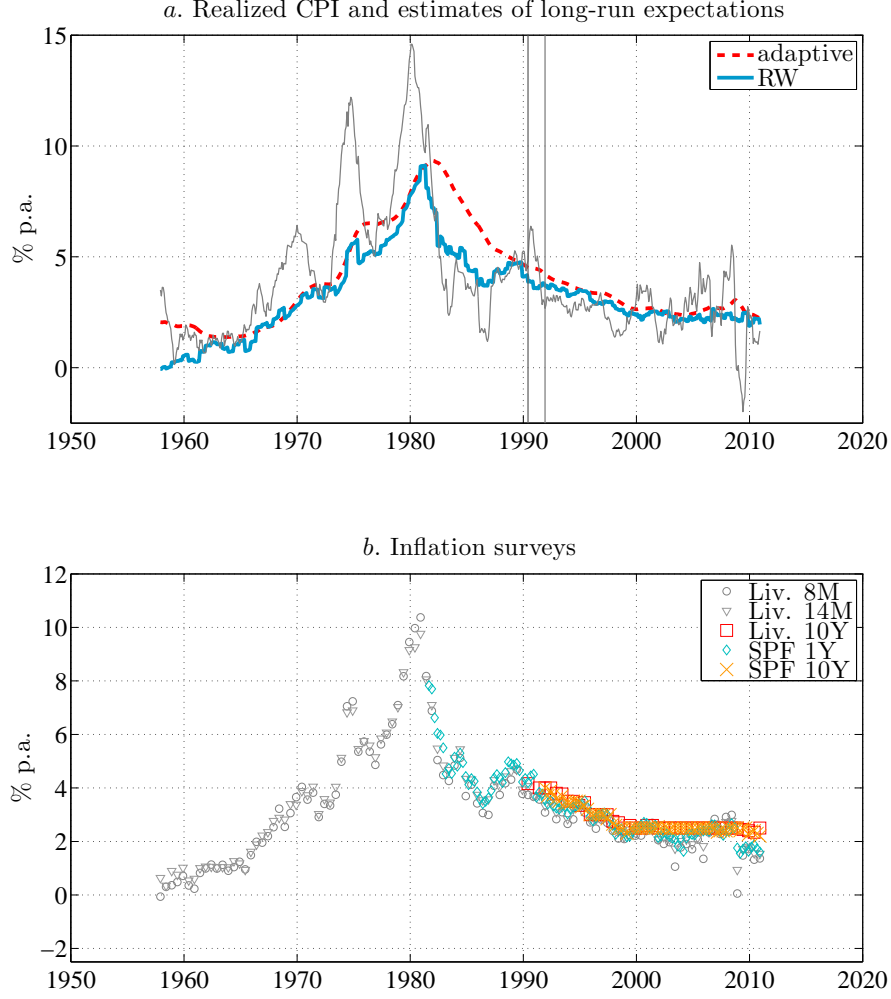 a. Realized CPI and estimates of long-run expectations
adaptive
RW
% p.a.
15
10
5
0
1950 1960 1970 1980 1990 2000 2010 2020
b. Inflation surveys
Liv. 8M
Liv. 14M
Liv. 10Y
SPF 1Y
SPF 10Y
% p.a.
12
10
8
6
4
2
0
−2
1950 1960 1970 1980 1990 2000 2010 2020